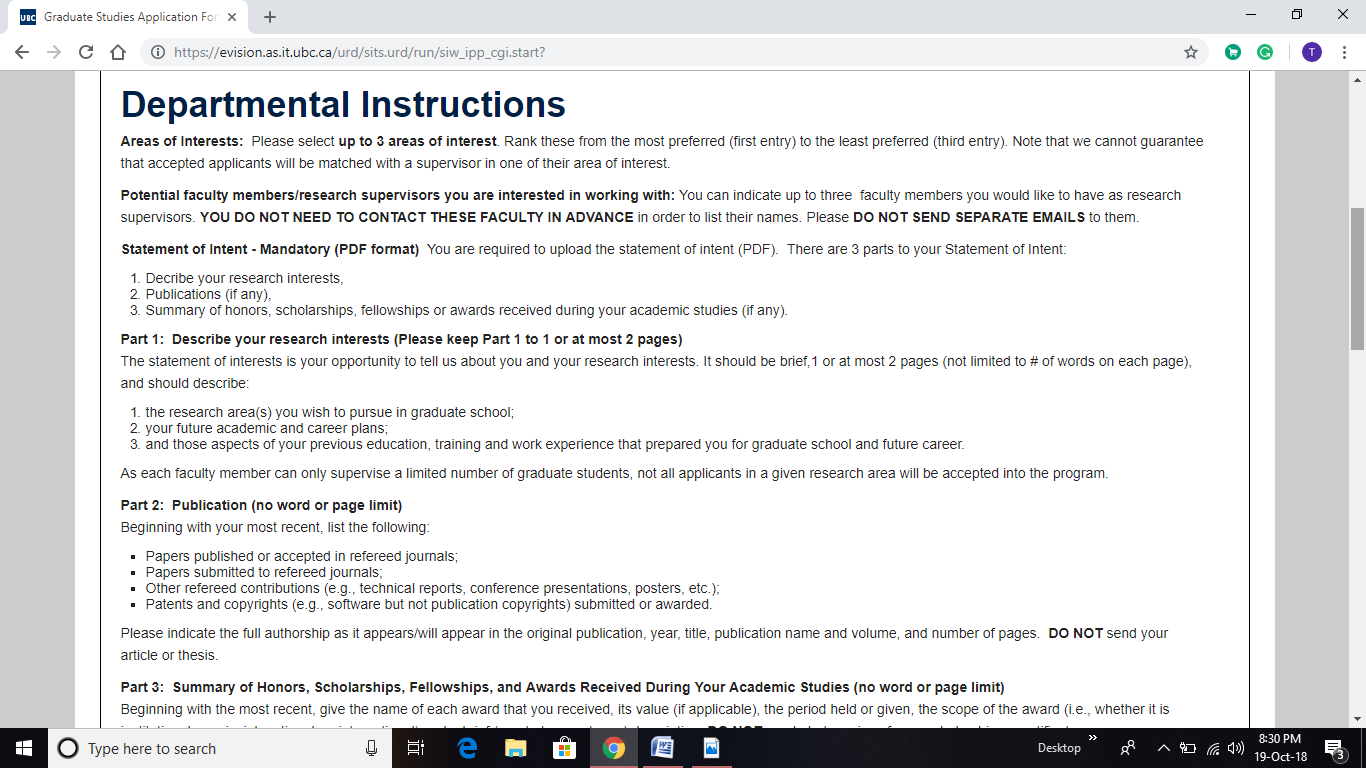 Graduate Studies Application For
https://evision.as.it.ubc.ca/urd/sits.urd/run/siw_ipp_cgi.start?
Departmental Instructions
Areas of Interests: Please select up to 3 areas of interest. Rank these from the most preferred (first entry) to the least preferred (third entry). Note that we cannot guarantee
that accepted applicants will be matched with a supervisor in one of their area of interest.
Potential faculty members/research supervisors you are interested in working with: You can indicate up to three faculty members you would like to have as research
supervisors. YOU DO NOT NEED TO CONTACT THESE FACULTY IN ADVANCE in order to list their names. Please DO NOT SEND SEPARATE EMAILS to them.
Statement of Intent - Mandatory (PDF format) You are required to upload the statement of intent (PDF). There are 3 parts to your Statement of Intent:
1. Decribe your research interests,
2. Publications (if any),
3. Summary of honors, scholarships, fellowships or awards received during your academic studies (if any).
Part 1: Describe your research interests (Please keep Part 1 to 1 or at most 2 pages)
The statement of interests is your opportunity to tell us about you and your research interests. It should be brief,1 or at most 2 pages (not limited to # of words on each page),
and should describe:
1. the research area(s) you wish to pursue in graduate school;
2. your future academic and career plans;
3. and those aspects of your previous education, training and work experience that prepared you for graduate school and future career.
As each faculty member can only supervise a limited number of graduate students, not all applicants in a given research area will be accepted into the program.
Part 2: Publication (no word or page limit)
Beginning with your most recent, list the following:
▪ Papers published or accepted in refereed journals;
▪ Papers submitted to refereed journals;
▪ Other refereed contributions (e.g., technical reports, conference presentations, posters, etc.);
▪ Patents and copyrights (e.g., software but not publication copyrights) submitted or awarded.
Please indicate the full authorship as it appears/will appear in the original publication, year, title, publication name and volume, and number of pages. DO NOT send your
article or thesis.
Part 3: Summary of Honors, Scholarships, Fellowships, and Awards Received During Your Academic Studies (no word or page limit)
Beginning with the most recent, give the name of each award that you received, its value (if applicable), the period held or given, the scope of the award (i.e., whether it is
Type here to search
Desktop
8:30 PM
19-Oct-18
3